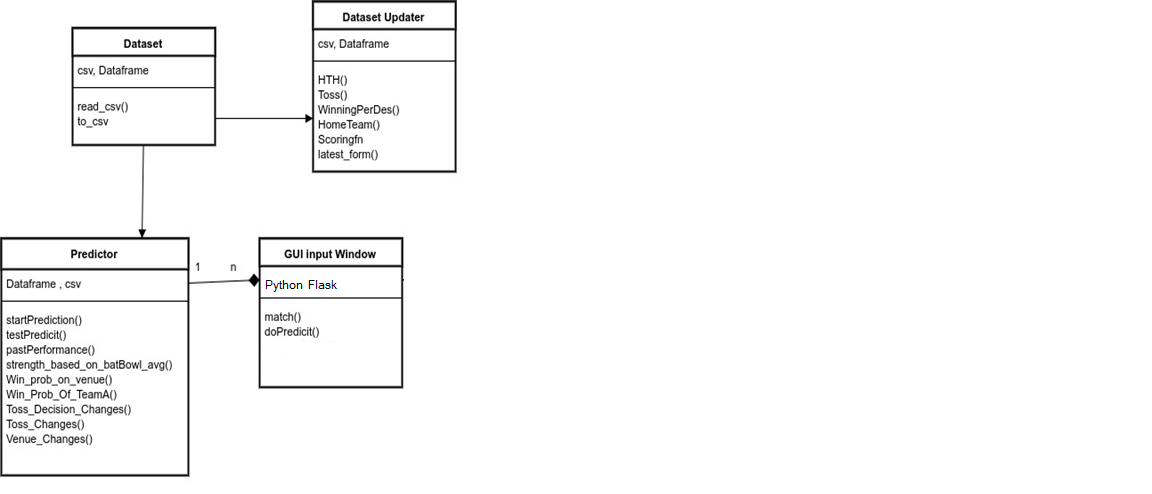 Dataset
csv, Dataframe
read_csv()
to_csv
Dataset Updater
csv, Dataframe
HTH()
Toss()
WinningPerDes()
HomeTeam()
Scoringfn
latest_form()
Predictor
Dataframe , csv
startPrediction()
testPredicit()
pastPerformance()
strength_based_on_batBowl_avg()
Win_prob_on_venue()
Win_Prob_Of_TeamA()
Toss_Decision_Changes()
Toss_Changes()
Venue_Changes()
1
n
GUI input Window
Python Flask
match()
doPredicit()